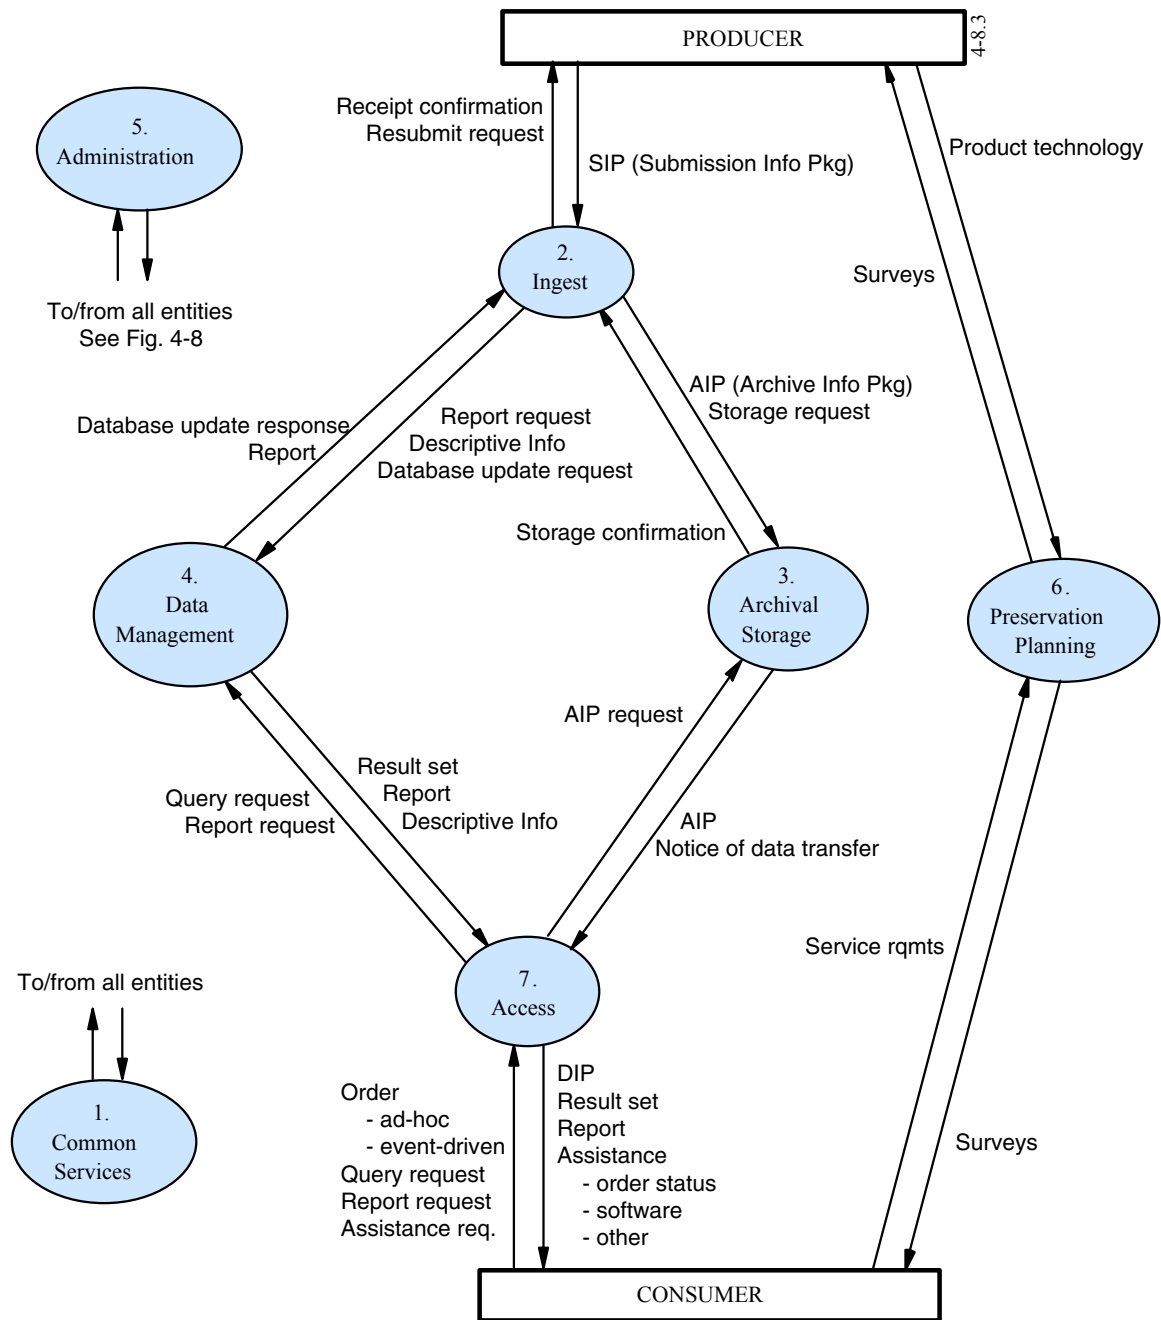 PRODUCER
4-8.3
Receipt confirmation
Resubmit request
SIP (Submission Info Pkg)
Product technology
5.
Administration
To/from all entities
See Fig. 4-8
2.
Ingest
Surveys
AIP (Archive Info Pkg)
Storage request
Database update response
Report
Report request
Descriptive Info
Database update request
Storage confirmation
4.
Data
Management
3.
Archival
Storage
6.
Preservation
Planning
AIP request
Result set
Report
Descriptive Info
Query request
Report request
AIP
Notice of data transfer
Service rqmts
7.
Access
To/from all entities
1.
Common
Services
Order
- ad-hoc
- event-driven
Query request
Report request
Assistance req.
DIP
Result set
Report
Assistance
- order status
- software
- other
Surveys
CONSUMER